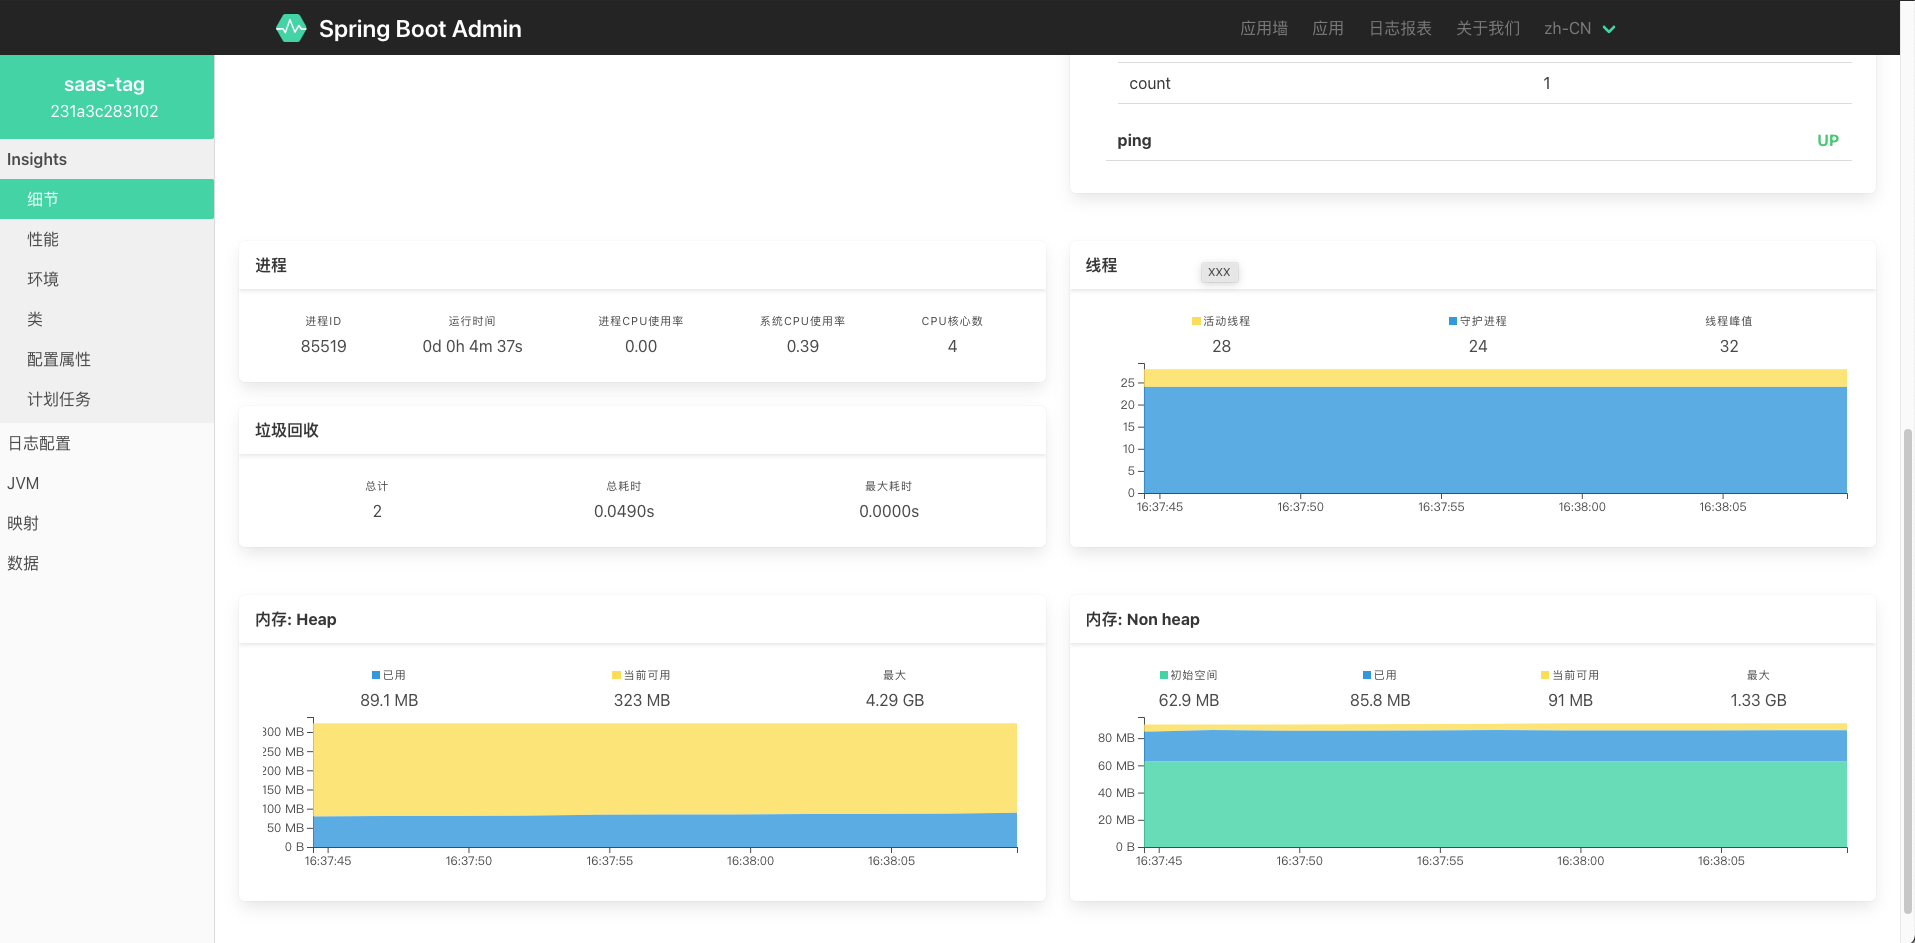 Spring Boot Admin
应用墙 应用 日志报表 关于我们 zh-CN
saas-tag
231a3c283102
Insights
细节
性能
环境
类
配置属性
计划任务
日志配置
JVM
映射
数据
count 1
ping UP
进程
进程ID 运行时间 进程CPU使用率 系统CPU使用率 CPU核心数
85519 0d 0h 4m 37s 0.00 0.39 4
线程
xxx
活动线程 守护进程 线程峰值
28 24 32
25
20
15
10
5
0
16:37:45 16:37:50 16:37:55 16:38:00 16:38:05
垃圾回收
总计 总耗时 最大耗时
2 0.0490s 0.0000s
内存: Heap
已用 当前可用 最大
89.1 MB 323 MB 4.29 GB
300 MB
250 MB
200 MB
150 MB
100 MB
50 MB
0 B
16:37:45 16:37:50 16:37:55 16:38:00 16:38:05
内存: Non heap
初始空间 已用 当前可用 最大
62.9 MB 85.8 MB 91 MB 1.33 GB
80 MB
60 MB
40 MB
20 MB
0 B
16:37:45 16:37:50 16:37:55 16:38:00 16:38:05